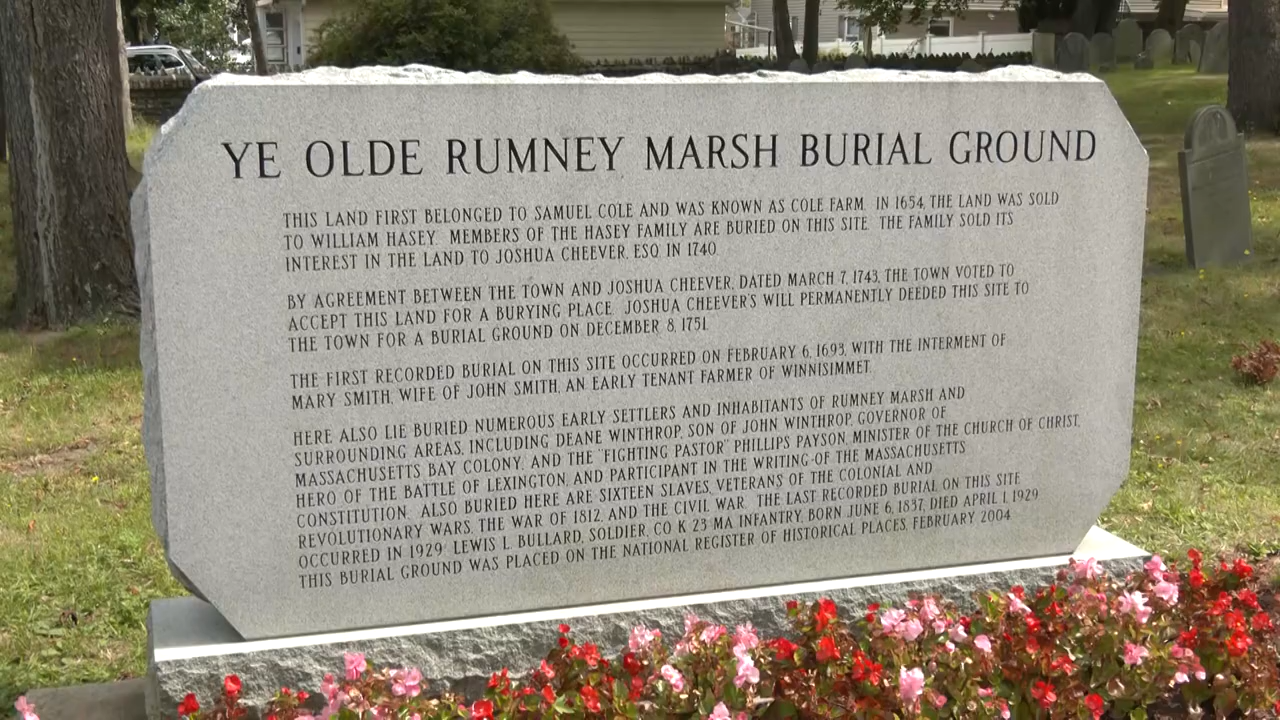 YE OLDE RUMNEY MARSH BURIAL GROUND
THIS LAND FIRST BELONGED TO SAMUEL COLE AND WAS KNOWN AS COLE FARM. IN 1654, THE LAND WAS SOLD
TO WILLIAM HASEY. MEMBERS OF THE HASEY FAMILY ARE BURIED ON THIS SITE. THE FAMILY SOLD ITS
INTEREST IN THE LAND TO JOSHUA CHEEVER, ESQ. IN 1740.
BY AGREEMENT BETWEEN THE TOWN AND JOSHUA CHEEVER, DATED MARCH 7, 1743, THE TOWN VOTED TO
ACCEPT THIS LAND FOR A BURYING PLACE. JOSHUA CHEEVER'S WILL PERMANENTLY DEEDED THIS SITE TO
THE TOWN FOR A BURIAL GROUND ON DECEMBER 8, 1751.
THE FIRST RECORDED BURIAL ON THIS SITE OCCURRED ON FEBRUARY 6, 1693, WITH THE INTERMENT OF
MARY SMITH, WIFE OF JOHN SMITH, AN EARLY TENANT FARMER OF WINNISIMMET.
HERE ALSO LIE BURIED NUMEROUS EARLY SETTLERS AND INHABITANTS OF RUMNEY MARSH AND
SURROUNDING AREAS, INCLUDING DEANE WINTHROP, SON OF JOHN WINTHROP, GOVERNOR OF
MASSACHUSETTS BAY COLONY, AND THE "FIGHTING PASTOR" PHILLIPS PAYSON, MINISTER OF THE CHURCH OF CHRIST,
HERO OF THE BATTLE OF LEXINGTON, AND PARTICIPANT IN THE WRITING OF THE MASSACHUSETTS
CONSTITUTION. ALSO BURIED HERE ARE SIXTEEN SLAVES, VETERANS OF THE COLONIAL AND
REVOLUTIONARY WARS, THE WAR OF 1812, AND THE CIVIL WAR. THE LAST RECORDED BURIAL ON THIS SITE
OCCURRED IN 1929: LEWIS L. BULLARD, SOLDIER, CO. K 23 MA INFANTRY, BORN JUNE 6, 1837, DIED APRIL 1, 1929.
THIS BURIAL GROUND WAS PLACED ON THE NATIONAL REGISTER OF HISTORICAL PLACES, FEBRUARY 2004.